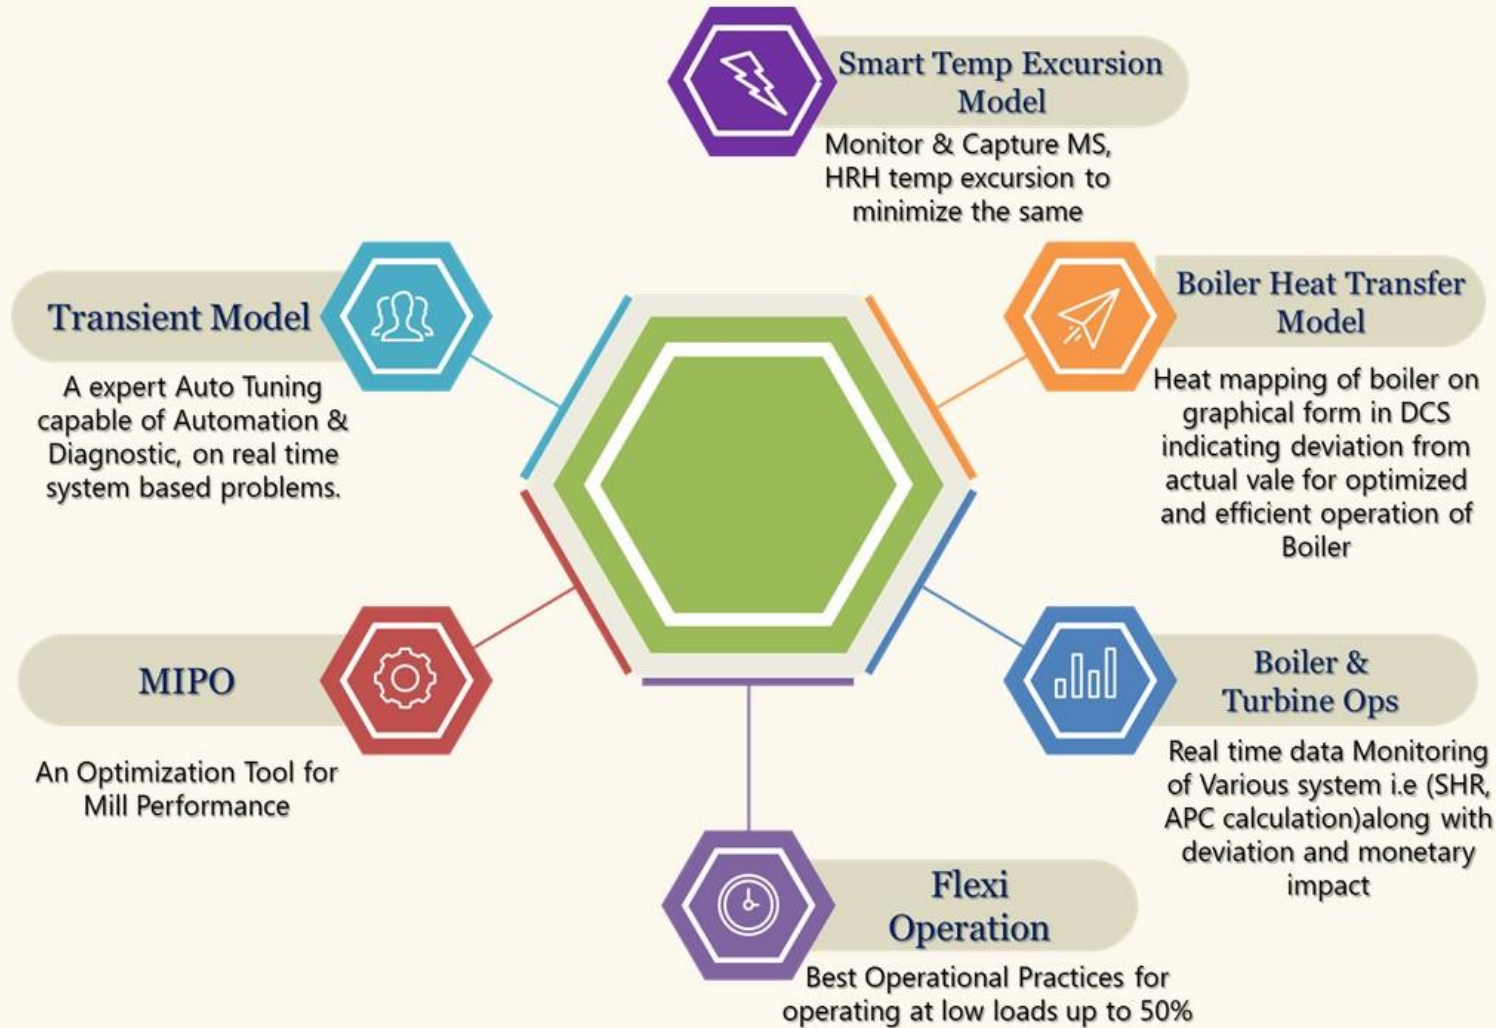 Smart Temp Excursion
Model
Monitor & Capture MS,
HRH temp excursion to
minimize the same
Transient Model
A expert Auto Tuning
capable of Automation &
Diagnostic, on real time
system based problems.
Boiler Heat Transfer
Model
Heat mapping of boiler on
graphical form in DCS
indicating deviation from
actual vale for optimized
and efficient operation of
Boiler
MIPO
An Optimization Tool for
Mill Performance
Boiler &
Turbine Ops
Real time data Monitoring
of Various system i.e (SHR,
APC calculation)along with
deviation and monetary
impact
Flexi
Operation
Best Operational Practices for
operating at low loads up to 50%